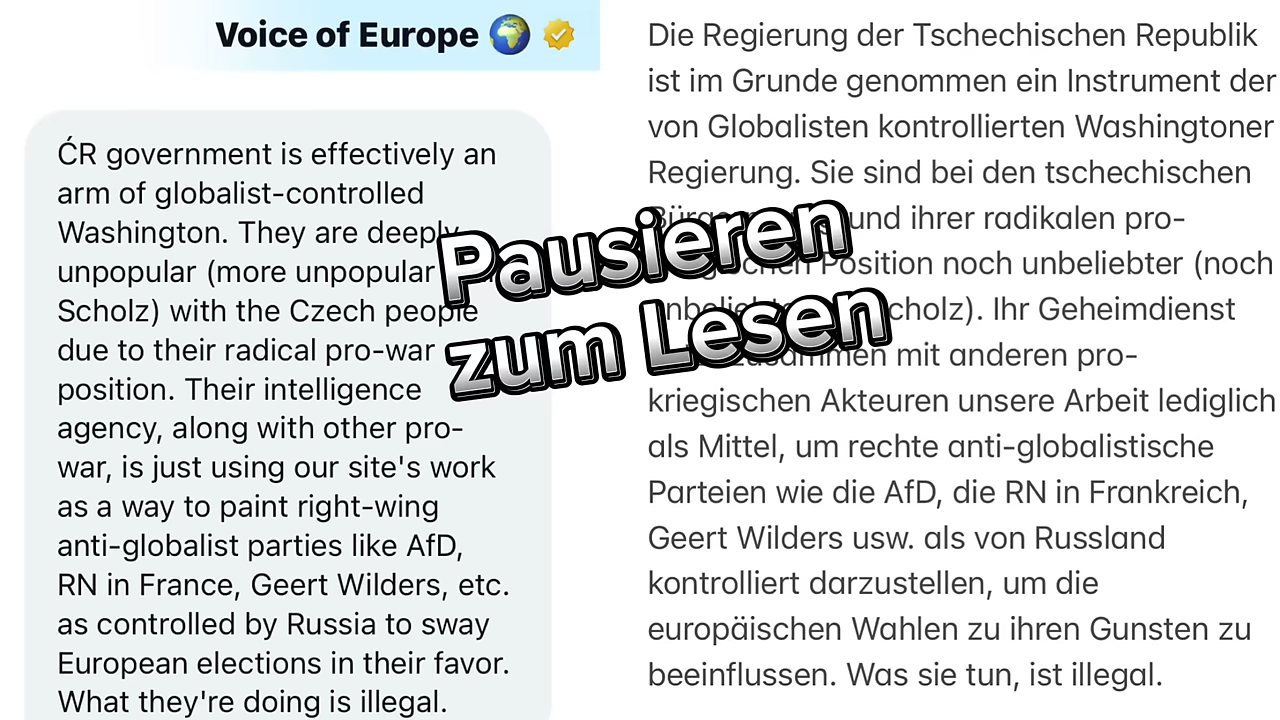 Voice of Europe
ĆR government is effectively an
arm of globalist-controlled
Washington. They are deeply
unpopular (more unpopular
Scholz) with the Czech people
due to their radical pro-war
position. Their intelligence
agency, along with other pro-
war, is just using our site's work
as a way to paint right-wing
anti-globalist parties like AfD,
RN in France, Geert Wilders, etc.
as controlled by Russia to sway
European elections in their favor.
What they're doing is illegal.
Pausieren
zum Lesen
Die Regierung der Tschechischen Republik
ist im Grunde genommen ein Instrument der
von Globalisten kontrollierten Washingtoner
Regierung. Sie sind bei den tschechischen
und ihrer radikalen pro-
Position noch unbeliebter (noch
Scholz). Ihr Geheimdienst
zusammen mit anderen pro-
kriegischen Akteuren unsere Arbeit lediglich
als Mittel, um rechte anti-globalistische
Parteien wie die AfD, die RN in Frankreich,
Geert Wilders usw. als von Russland
kontrolliert darzustellen, um die
europäischen Wahlen zu ihren Gunsten zu
beeinflussen. Was sie tun, ist illegal.